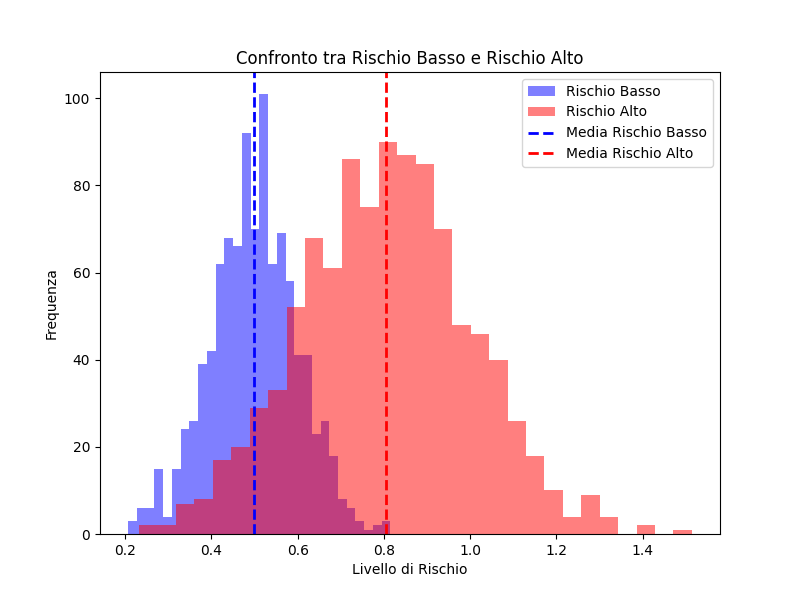 Confronto tra Rischio Basso e Rischio Alto
Rischio Basso
Rischio Alto
Media Rischio Basso
Media Rischio Alto
Frequenza
100
80
60
40
20
0
0.2 0.4 0.6 0.8 1.0 1.2 1.4
Livello di Rischio